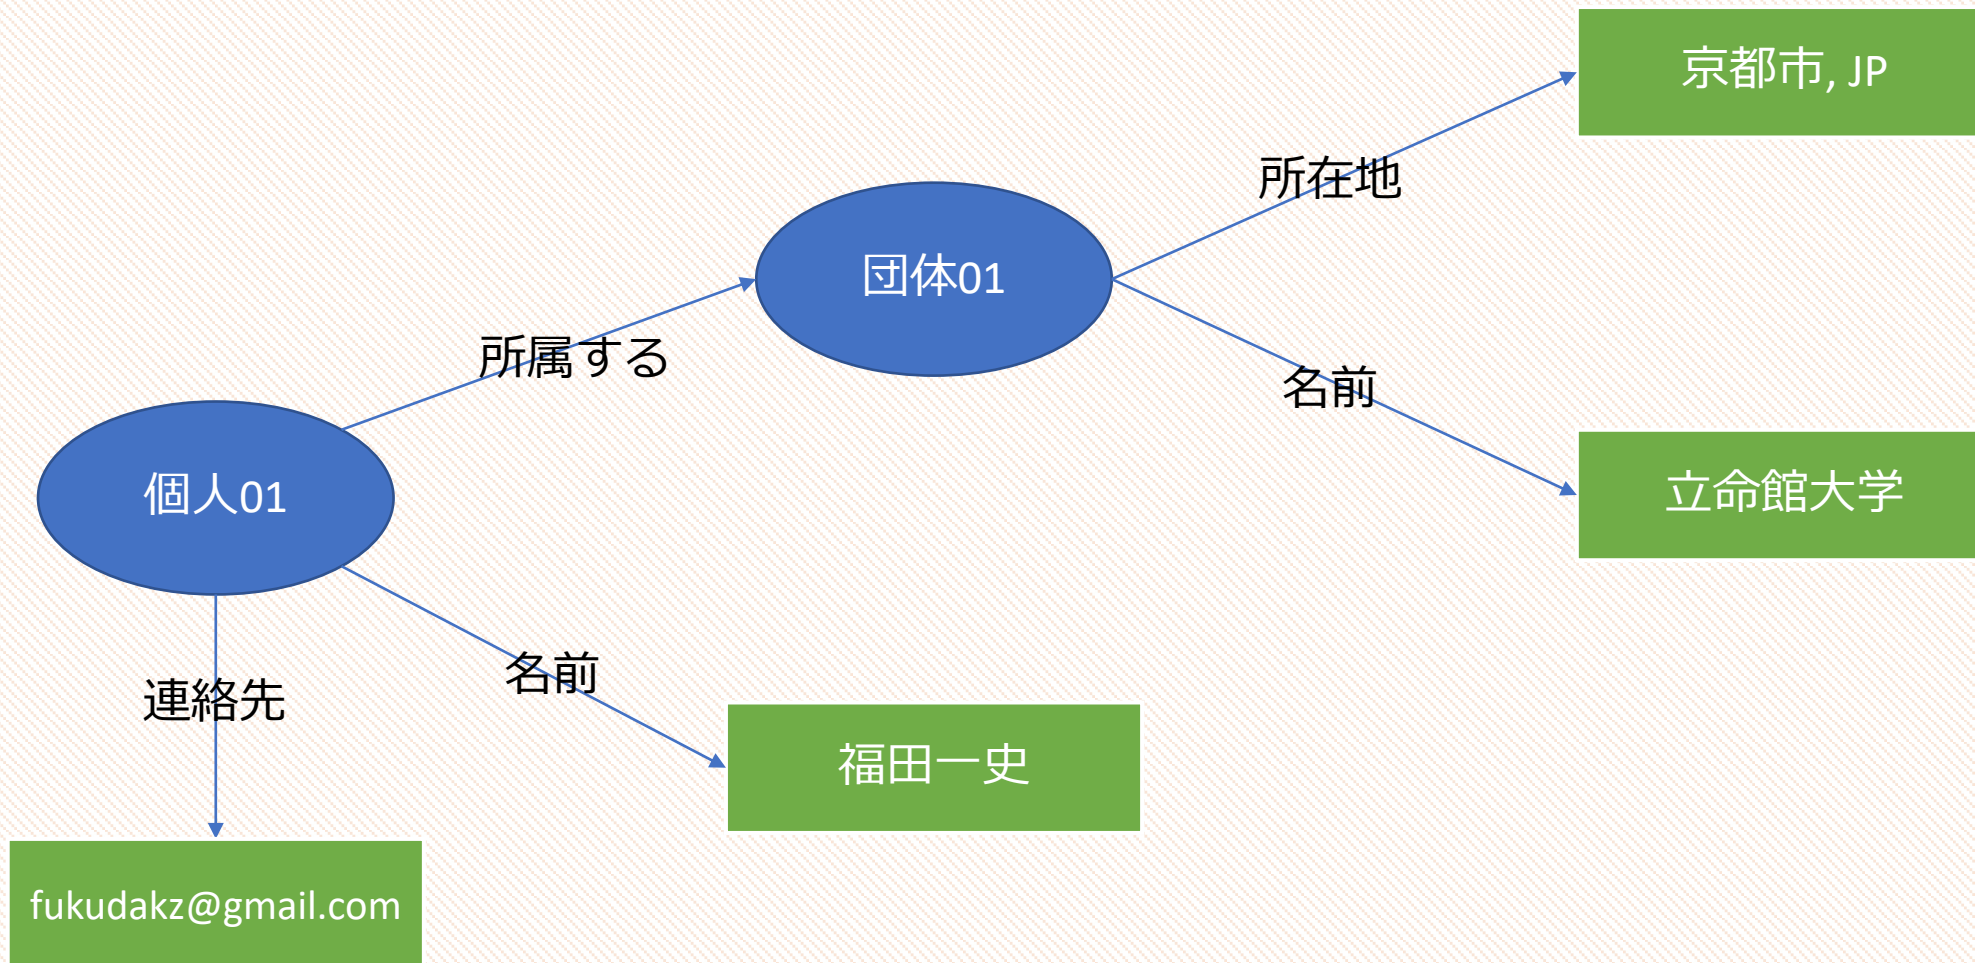 京都市, JP
所在地
団体01
所属する
名前
個人01
立命館大学
名前
連絡先
福田一史
fukudakz@gmail.com